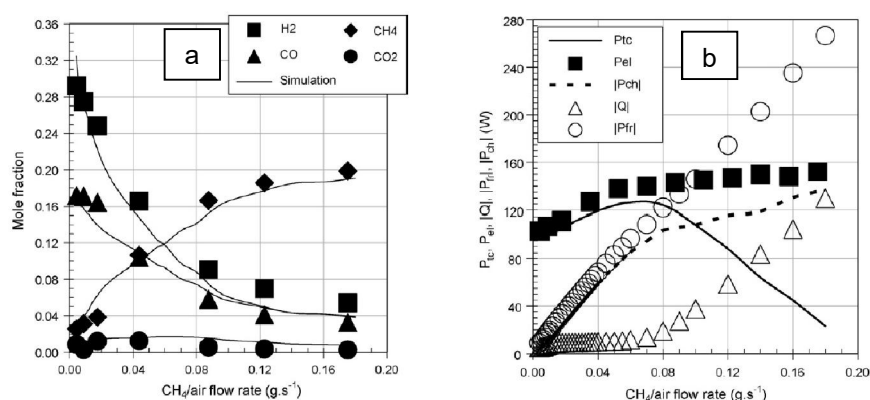 a
H2
CH4
CO
CO2
Simulation
0.36
0.32
0.28
0.24
0.20
0.16
0.12
0.08
0.04
0.00
Mole fraction
0.00 0.04 0.08 0.12 0.16 0.20
CH₄/air flow rate (g.s⁻¹)
b
Ptc
Pel
|Pch|
|Q|
|Pfr|
280
240
200
160
120
80
40
0
Pₜc, Pₑₗ, |Q|, |Pfr|, |Pch| (W)
0.00 0.04 0.08 0.12 0.16 0.20
CH₄/air flow rate (g.s⁻¹)